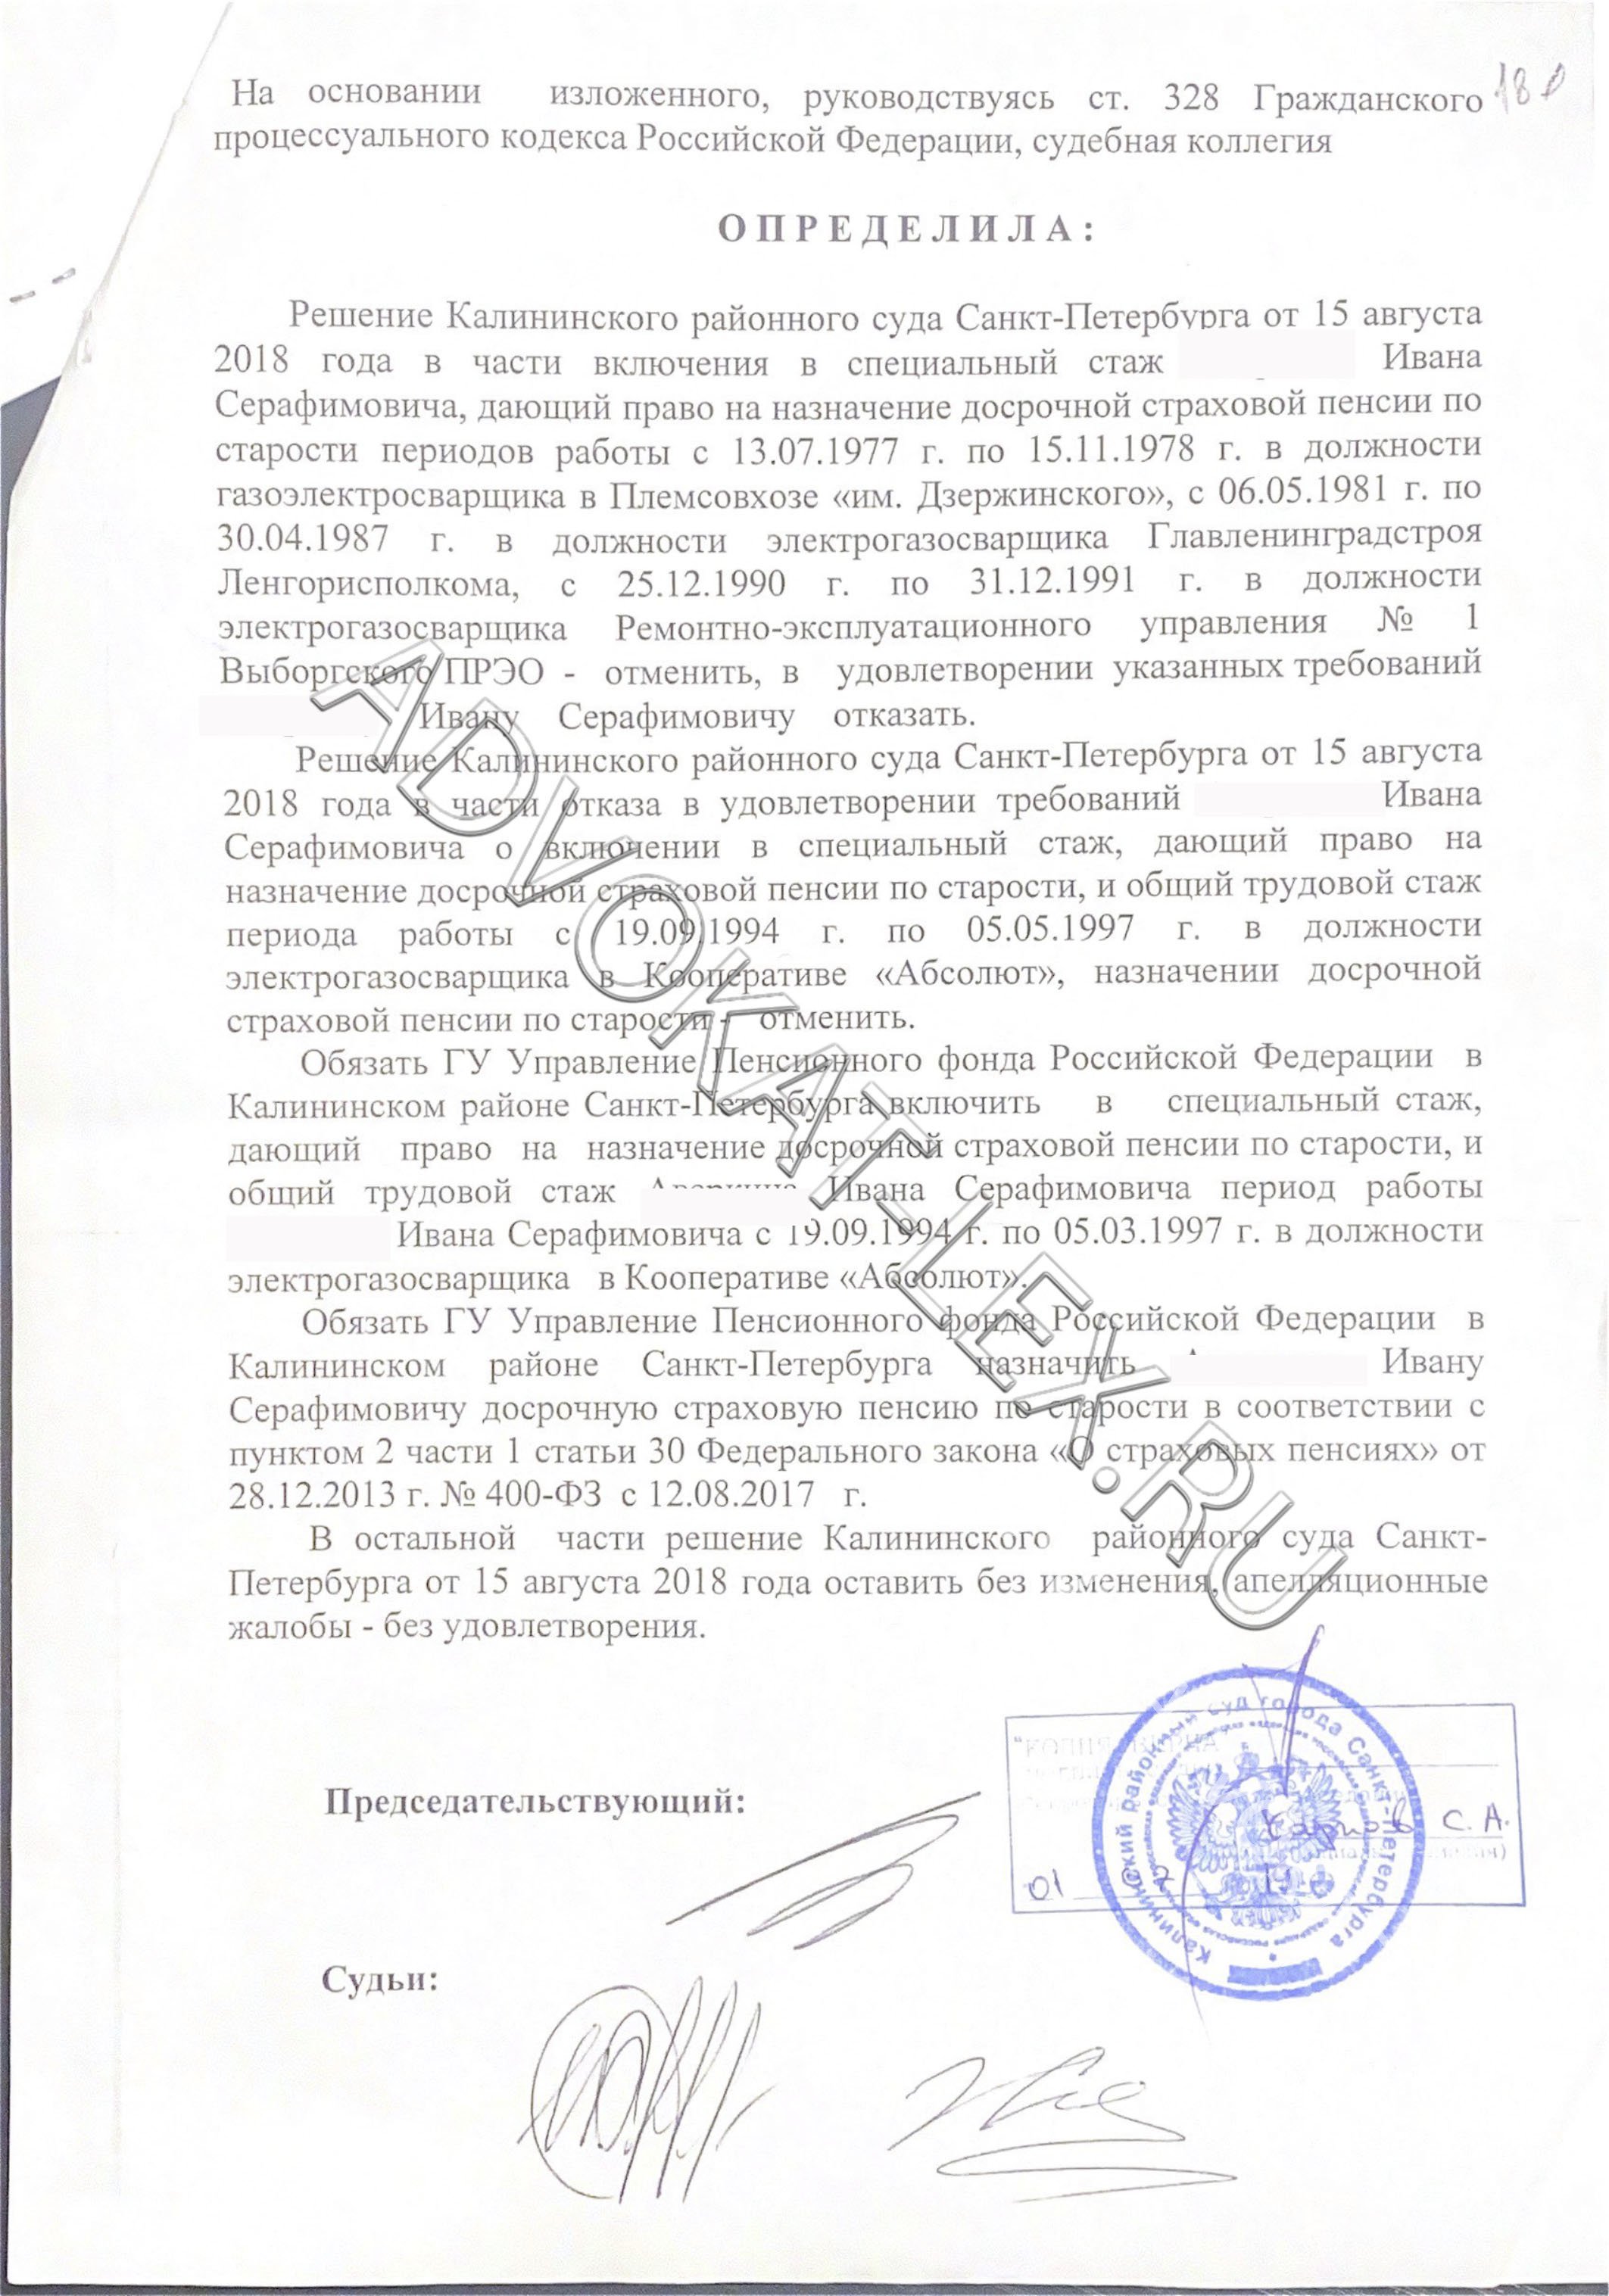 На основании изложенного, руководствуясь ст. 328 Гражданского
180
процессуального кодекса Российской Федерации, судебная коллегия
ОПРЕДЕЛИЛА:
Решение Калининского районного суда Санкт-Петербурга от 15 августа
2018 года в части включения в специальный стаж Ивана
Серафимовича, дающий право на назначение досрочной страховой пенсии по
старости периодов работы с 13.07.1977 г. по 15.11.1978 г. в должности
газоэлектросварщика в Племсовхозе «им. Дзержинского», с 06.05.1981 г. по
30.04.1987 г. в должности электрогазосварщика Главленинградстроя
Ленгорисполкома, с 25.12.1990 г. по 31.12.1991 г. в должности
электрогазосварщика Ремонтно-эксплуатационного управления № 1
Выборгского ПРЭО - отменить, в удовлетворении указанных требований
Ивану Серафимовичу отказать.
Решение Калининского районного суда Санкт-Петербурга от 15 августа
2018 года в части отказа в удовлетворении требований Ивана
Серафимовича о включении в специальный стаж, дающий право на
назначение досрочной страховой пенсии по старости, и общий трудовой стаж
периода работы с 19.09.1994 г. по 05.05.1997 г. в должности
электрогазосварщика в Кооперативе «Абсолют», назначении досрочной
страховой пенсии по старости - отменить.
Обязать ГУ Управление Пенсионного фонда Российской Федерации в
Калининском районе Санкт-Петербурга включить в специальный стаж,
дающий право на назначение досрочной страховой пенсии по старости, и
общий трудовой стаж Ивана Серафимовича период работы
Ивана Серафимовича с 19.09.1994 г. по 05.03.1997 г. в должности
электрогазосварщика в Кооперативе «Абсолют».
Обязать ГУ Управление Пенсионного фонда Российской Федерации в
Калининском районе Санкт-Петербурга назначить Ивану
Серафимовичу досрочную страховую пенсию по старости в соответствии с
пунктом 2 части 1 статьи 30 Федерального закона «О страховых пенсиях» от
28.12.2013 г. № 400-ФЗ с 12.08.2017 г.
В остальной части решение Калининского районного суда Санкт-
Петербурга от 15 августа 2018 года оставить без изменения, апелляционные
жалобы - без удовлетворения.
ADVOKAT-LEX.RU
Председательствующий:
"КОПИЯ ВЕРНА"
С. А.
01
Калининский районный суд города Санкт-Петербурга
Судьи: